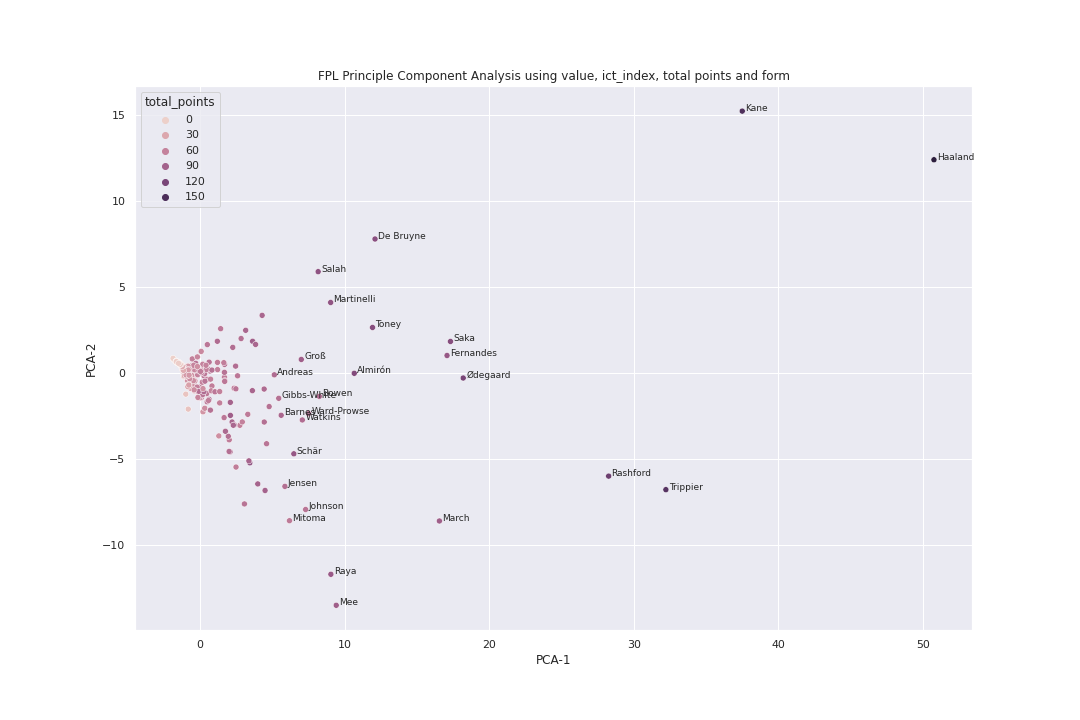 FPL Principle Component Analysis using value, ict_index, total points and form
total_points
0
30
60
90
120
150
15
10
5
0
−5
−10
PCA-2
Kane
Haaland
De Bruyne
Salah
Martinelli
Toney
Saka
Fernandes
Groß
Andreas
Almirón
Ødegaard
Gibbs-White
Bowen
Barnes
Ward-Prowse
Watkins
Schär
Rashford
Trippier
Jensen
Johnson
Mitoma
March
Raya
Mee
0 10 20 30 40 50
PCA-1